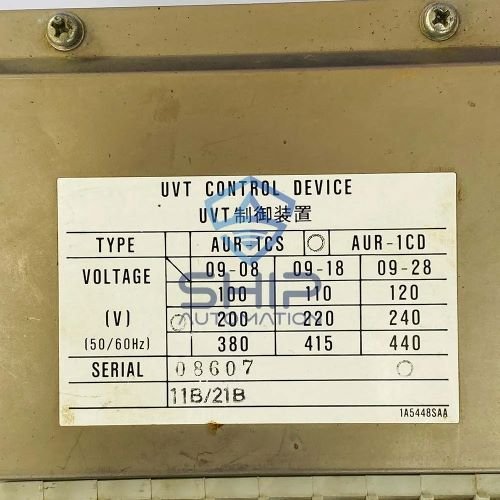 UVT CONTROL DEVICE
UVT制御装置
TYPE AUR-1CS AUR-1CD
VOLTAGE 09-08 09-18 09-28
100 110 120
(V) 200 220 240
(50/60Hz) 380 415 440
SERIAL 08607
11B/21B
1A5448SAA
SHIP
AUTOMATION